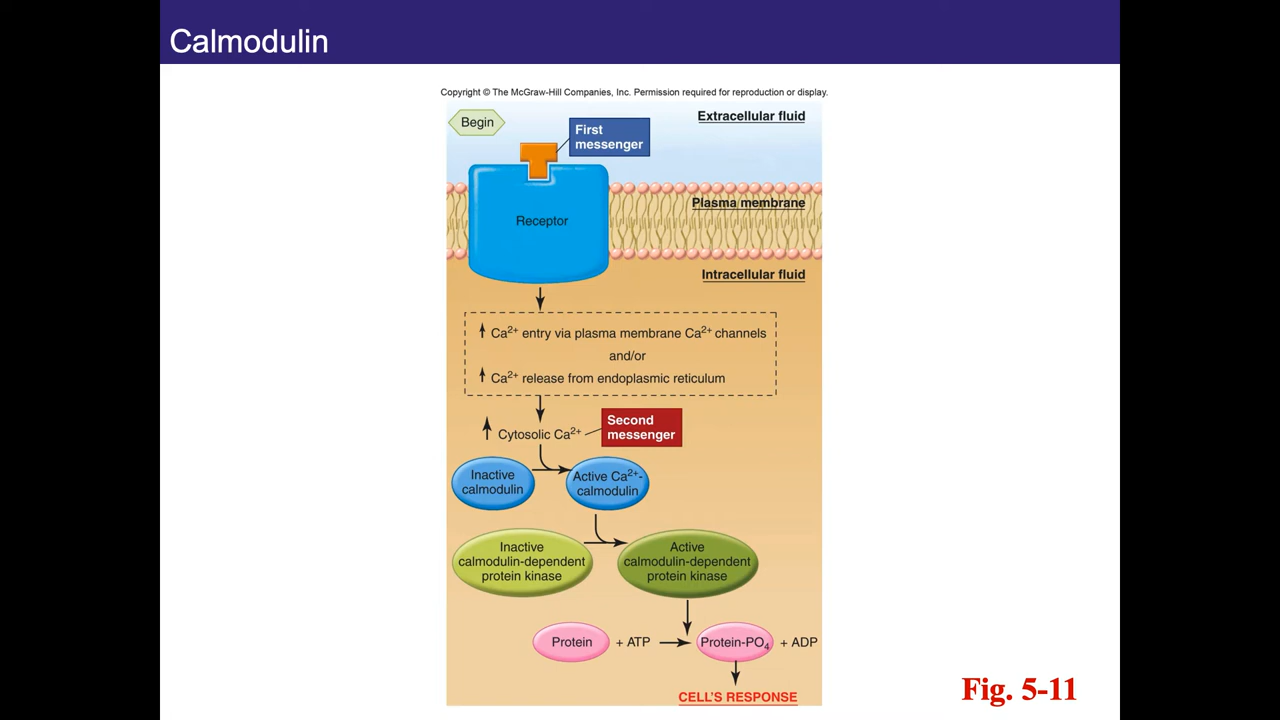 Calmodulin
Copyright © The McGraw-Hill Companies, Inc. Permission required for reproduction or display.
Begin
First
messenger
Extracellular fluid
Receptor
Plasma membrane
Intracellular fluid
Ca²⁺ entry via plasma membrane Ca²⁺ channels
and/or
Ca²⁺ release from endoplasmic reticulum
Cytosolic Ca²⁺
Second
messenger
Inactive
calmodulin
Active Ca²⁺-
calmodulin
Inactive
calmodulin-dependent
protein kinase
Active
calmodulin-dependent
protein kinase
Protein + ATP
Protein-PO₄ + ADP
CELL'S RESPONSE
Fig. 5-11